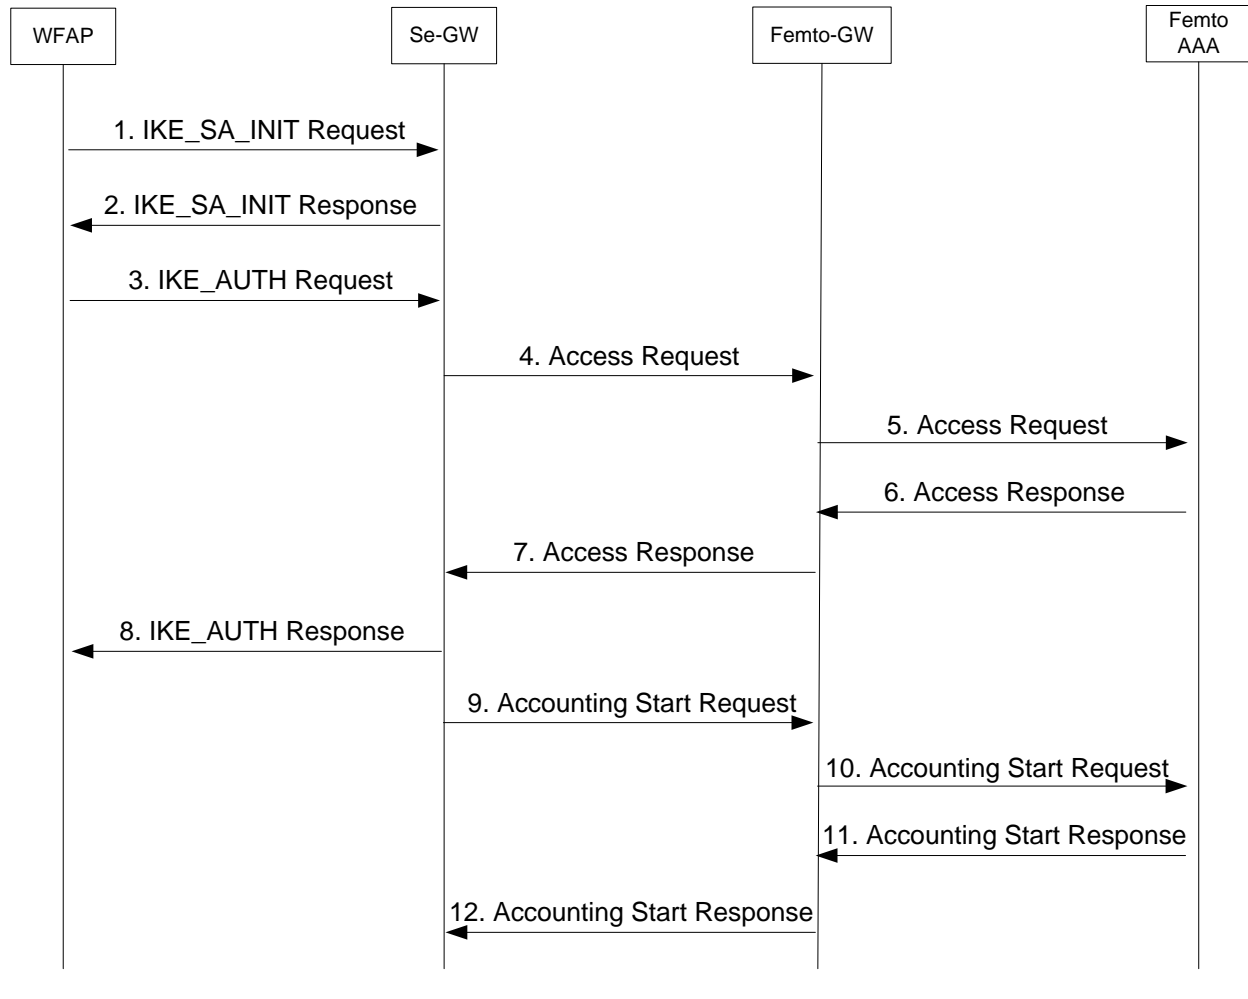 WFAP
Se-GW
Femto-GW
Femto
AAA
1. IKE_SA_INIT Request
2. IKE_SA_INIT Response
3. IKE_AUTH Request
4. Access Request
5. Access Request
6. Access Response
7. Access Response
8. IKE_AUTH Response
9. Accounting Start Request
10. Accounting Start Request
11. Accounting Start Response
12. Accounting Start Response